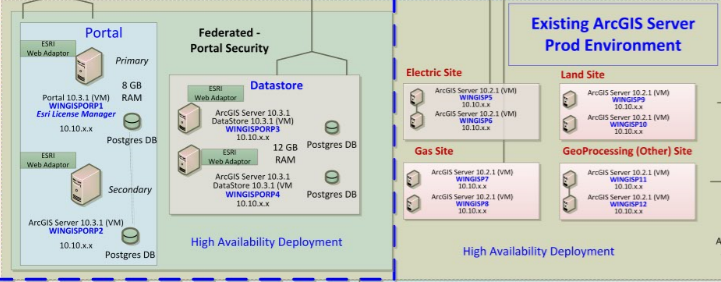 Portal
ESRI
Web Adaptor
Primary
8 GB
RAM
Portal 10.3.1 (VM)
WINGISPORP1
Esri License Manager
10.10.x.x
Postgres DB
ESRI
Web Adaptor
Secondary
ArcGIS Server 10.3.1 (VM)
WINGISPORP2
10.10.x.x
Postgres DB
Federated -
Portal Security
ESRI
Web Adaptor
Datastore
ArcGIS Server 10.3.1
DataStore 10.3.1 (VM)
WINGISPORP3
10.10.x.x
Postgres DB
12 GB
RAM
ESRI
Web Adaptor
ArcGIS Server 10.3.1
DataStore 10.3.1 (VM
WINGISPORP4
10.10.x.x
Postgres DB
High Availability Deployment
Existing ArcGIS Server
Prod Environment
Electric Site
ArcGIS Server 10.2.1 (VM)
WINGISP5
10.10.x.x
ArcGIS Server 10.2.1 (VM)
WINGISP6
10.10.x.x
Land Site
ArcGIS Server 10.2.1 (VM)
WINGISP9
10.10.x.x
ArcGIS Server 10.2.1 (VM)
WINGISP10
10.10.x.x
Gas Site
ArcGIS Server 10.2.1 (VM)
WINGISP7
10.10.x.x
ArcGIS Server 10.2.1 (VM)
WINGISP8
10.10.x.x
GeoProcessing (Other) Site
ArcGIS Server 10.2.1 (VM)
WINGISP11
10.10.x.x
ArcGIS Server 10.2.1 (VM)
WINGISP12
10.10.x.x
High Availability Deployment